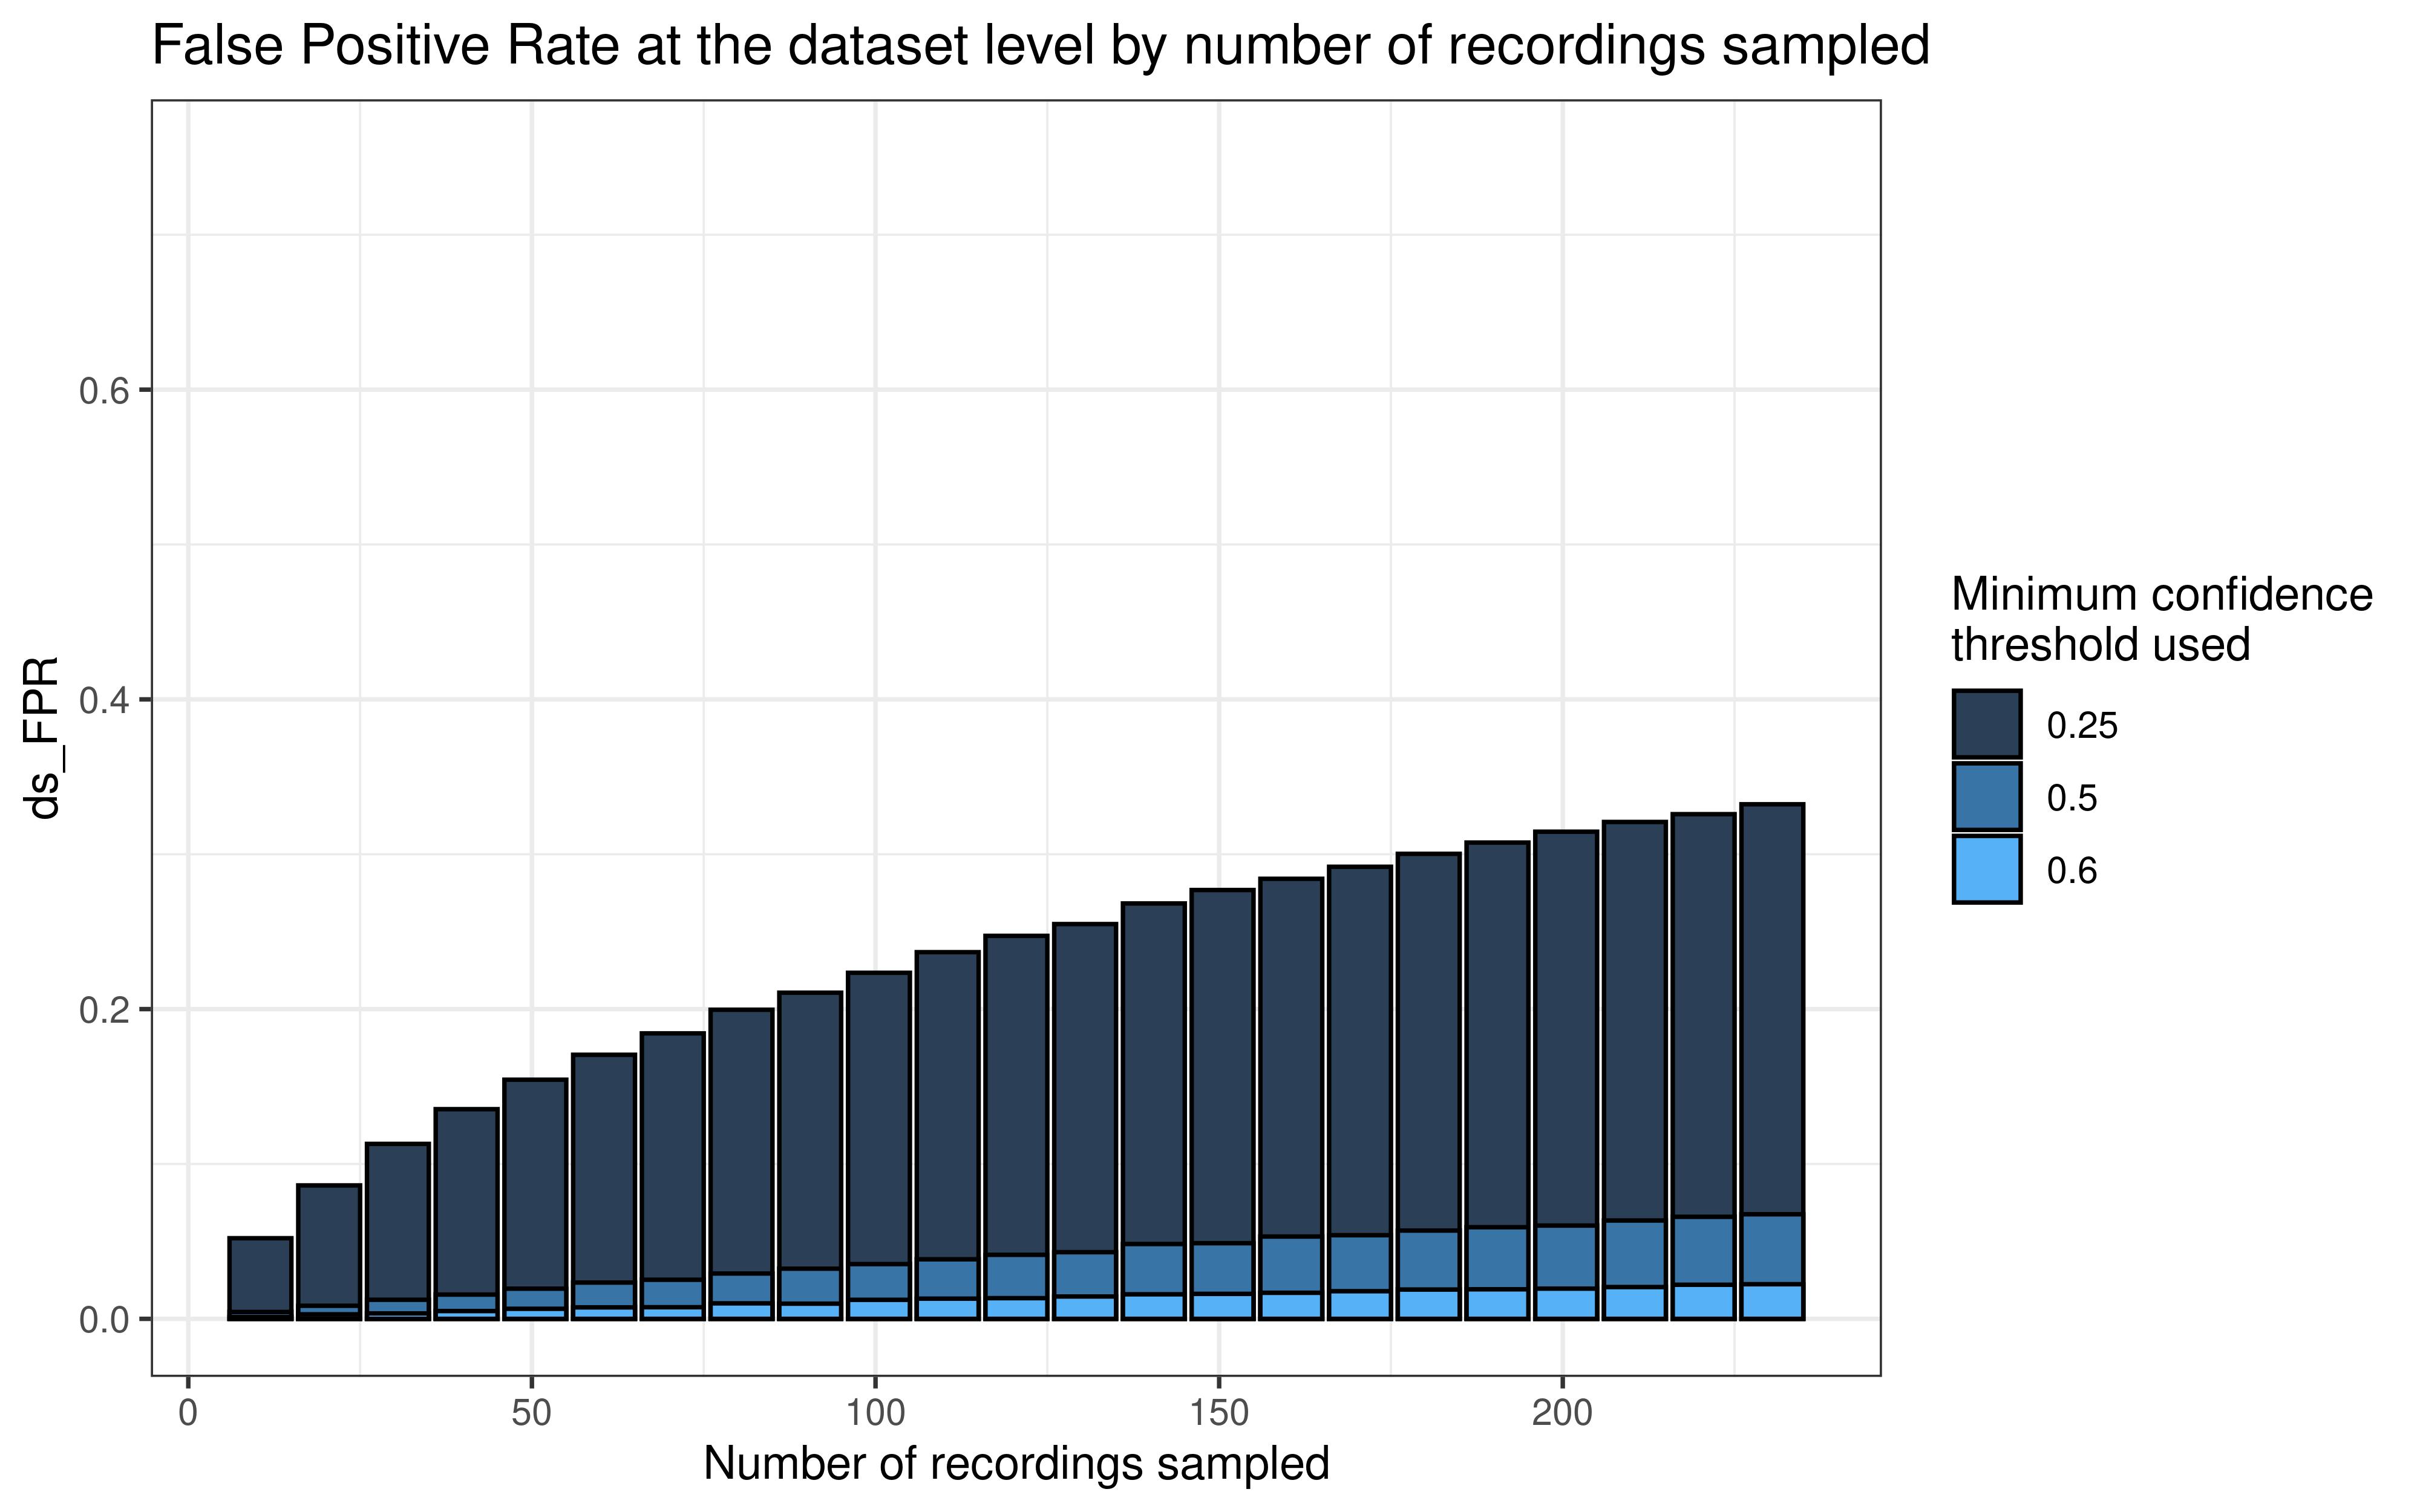 False Positive Rate at the dataset level by number of recordings sampled
ds_FPR
0.6
0.4
0.2
0.0
0
50
100
150
200
Number of recordings sampled
Minimum confidence
threshold used
0.25
0.5
0.6